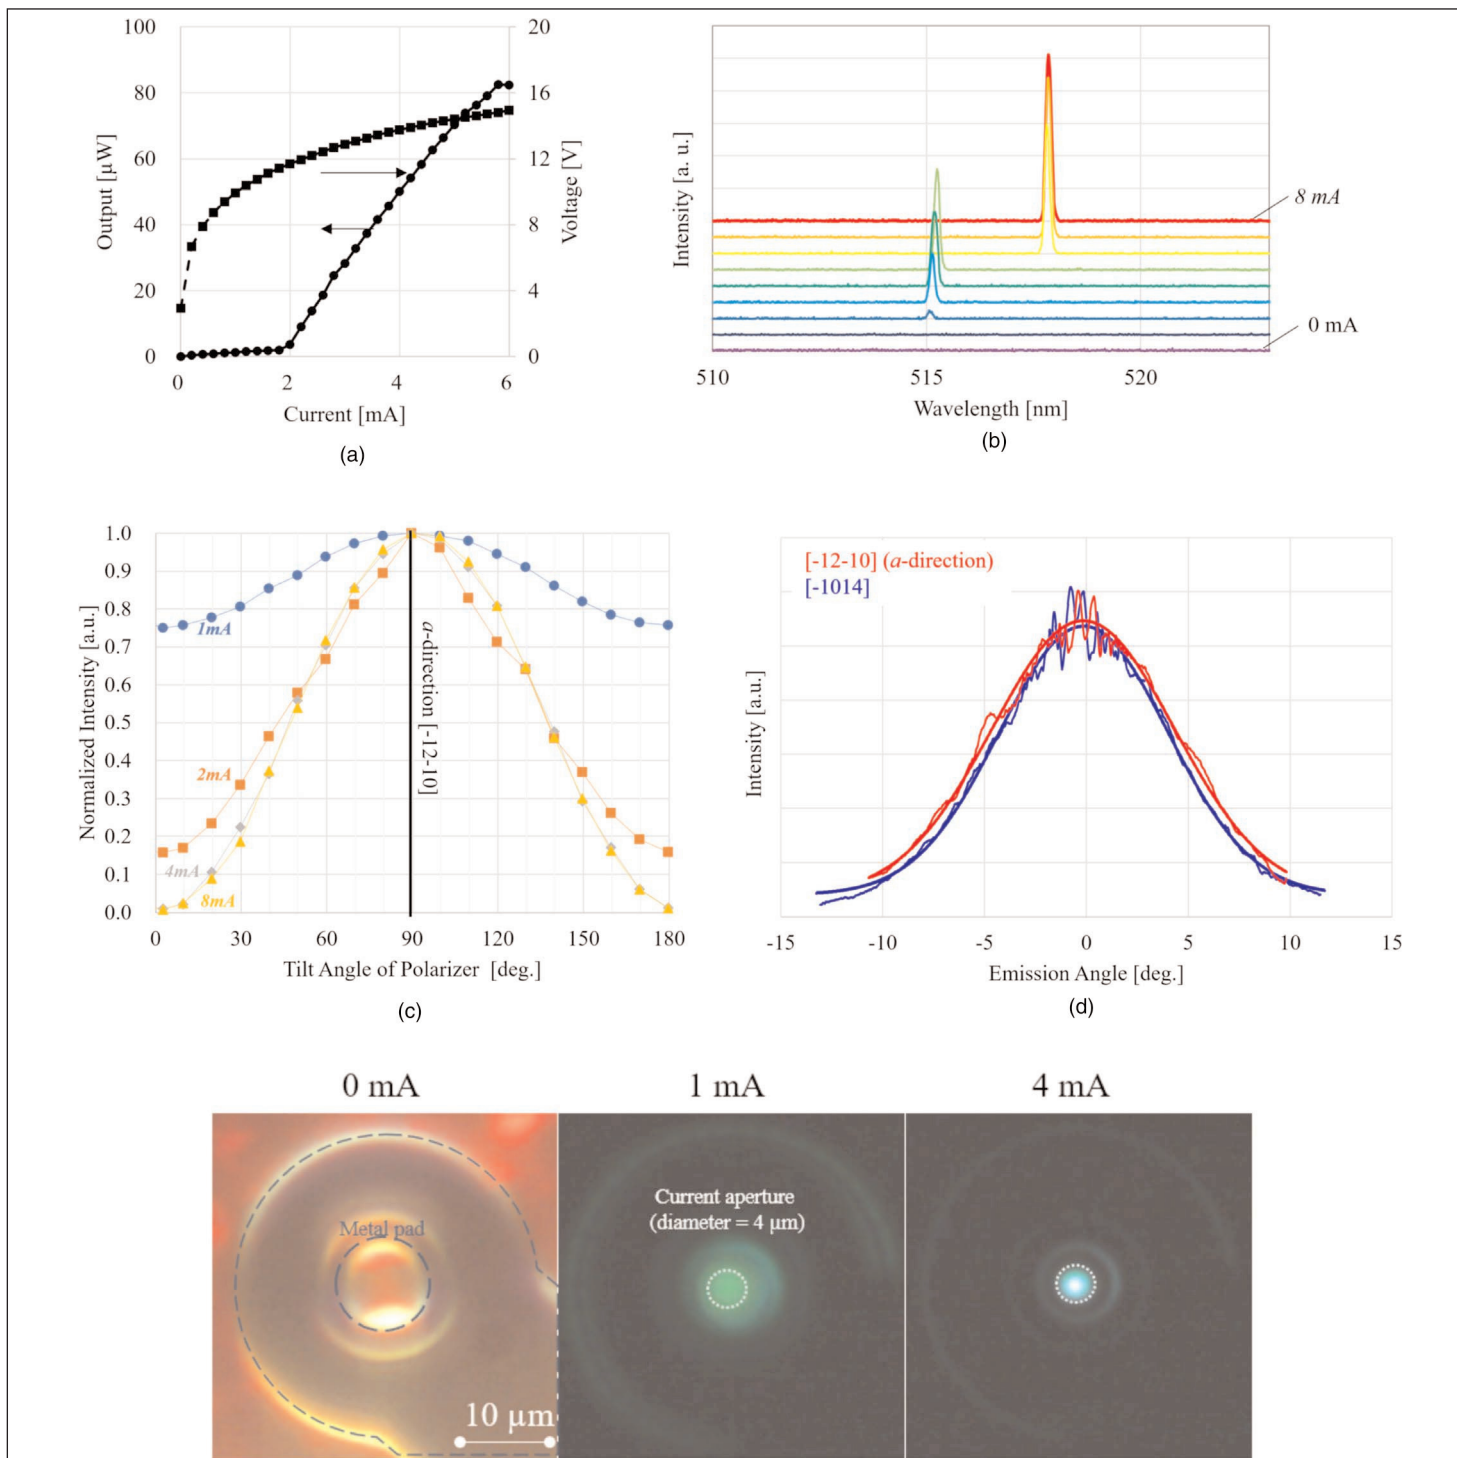 100
80
60
40
20
0
Output [µW]
20
16
12
8
4
0
Voltage [V]
0
2
4
6
Current [mA]
(a)
Intensity [a. u.]
8 mA
0 mA
510
515
520
Wavelength [nm]
(b)
1.0
0.9
0.8
0.7
0.6
0.5
0.4
0.3
0.2
0.1
0.0
Normalized Intensity [a.u.]
1mA
2mA
4mA
8mA
a-direction [-12-10]
0
30
60
90
120
150
180
Tilt Angle of Polarizer [deg.]
(c)
[-12-10] (a-direction)
[-1014]
Intensity [a.u.]
-15
-10
-5
0
5
10
15
Emission Angle [deg.]
(d)
0 mA
1 mA
4 mA
Metal pad
10 µm
Current aperture
(diameter = 4 µm)